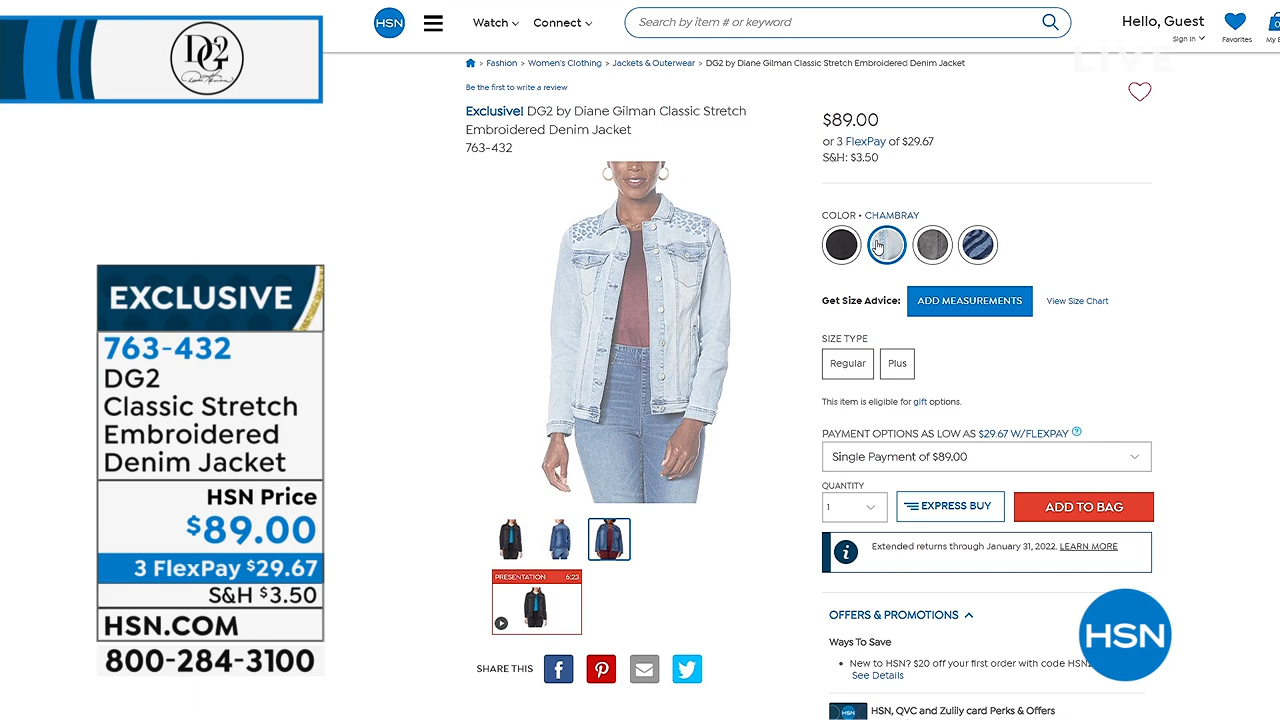 DG2
HSN
Watch
Connect
Search by item # or keyword
Hello, Guest
Sign In
Favorites
0
My
LIVE
> Fashion > Women's Clothing > Jackets & Outerwear > DG2 by Diane Gilman Classic Stretch Embroidered Denim Jacket
Be the first to write a review
Exclusive! DG2 by Diane Gilman Classic Stretch
Embroidered Denim Jacket
763-432
$89.00
or 3 FlexPay of $29.67
S&H: $3.50
COLOR • CHAMBRAY
Get Size Advice:
ADD MEASUREMENTS
View Size Chart
SIZE TYPE
Regular
Plus
This item is eligible for gift options.
PAYMENT OPTIONS AS LOW AS $29.67 W/FLEXPAY ?
Single Payment of $89.00
QUANTITY
1
EXPRESS BUY
ADD TO BAG
i
Extended returns through January 31, 2022. LEARN MORE
OFFERS & PROMOTIONS
Ways To Save
• New to HSN? $20 off your first order with code HSN
See Details
HSN
HSN, QVC and Zulily card Perks & Offers
HSN
PRESENTATION 6:23
SHARE THIS
EXCLUSIVE
763-432
DG2
Classic Stretch
Embroidered
Denim Jacket
HSN Price
$89.00
3 FlexPay $29.67
S&H $3.50
HSN.COM
800-284-3100